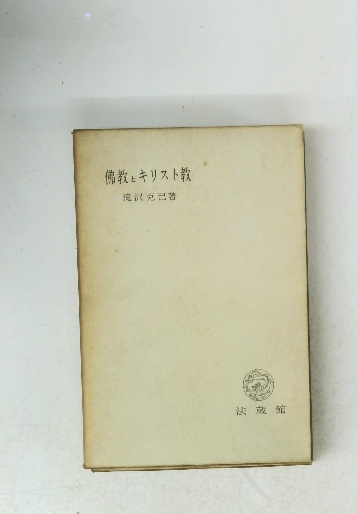 佛教とキリスト教
滝沢克己著
法蔵館